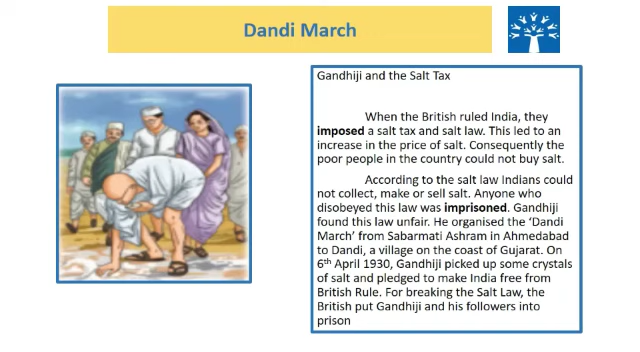 Dandi March
Gandhiji and the Salt Tax
When the British ruled India, they
imposed a salt tax and salt law. This led to an
increase in the price of salt. Consequently the
poor people in the country could not buy salt.
According to the salt law Indians could
not collect, make or sell salt. Anyone who
disobeyed this law was imprisoned. Gandhiji
found this law unfair. He organised the ‘Dandi
March’ from Sabarmati Ashram in Ahmedabad
to Dandi, a village on the coast of Gujarat. On
6th April 1930, Gandhiji picked up some crystals
of salt and pledged to make India free from
British Rule. For breaking the Salt Law, the
British put Gandhiji and his followers into
prison